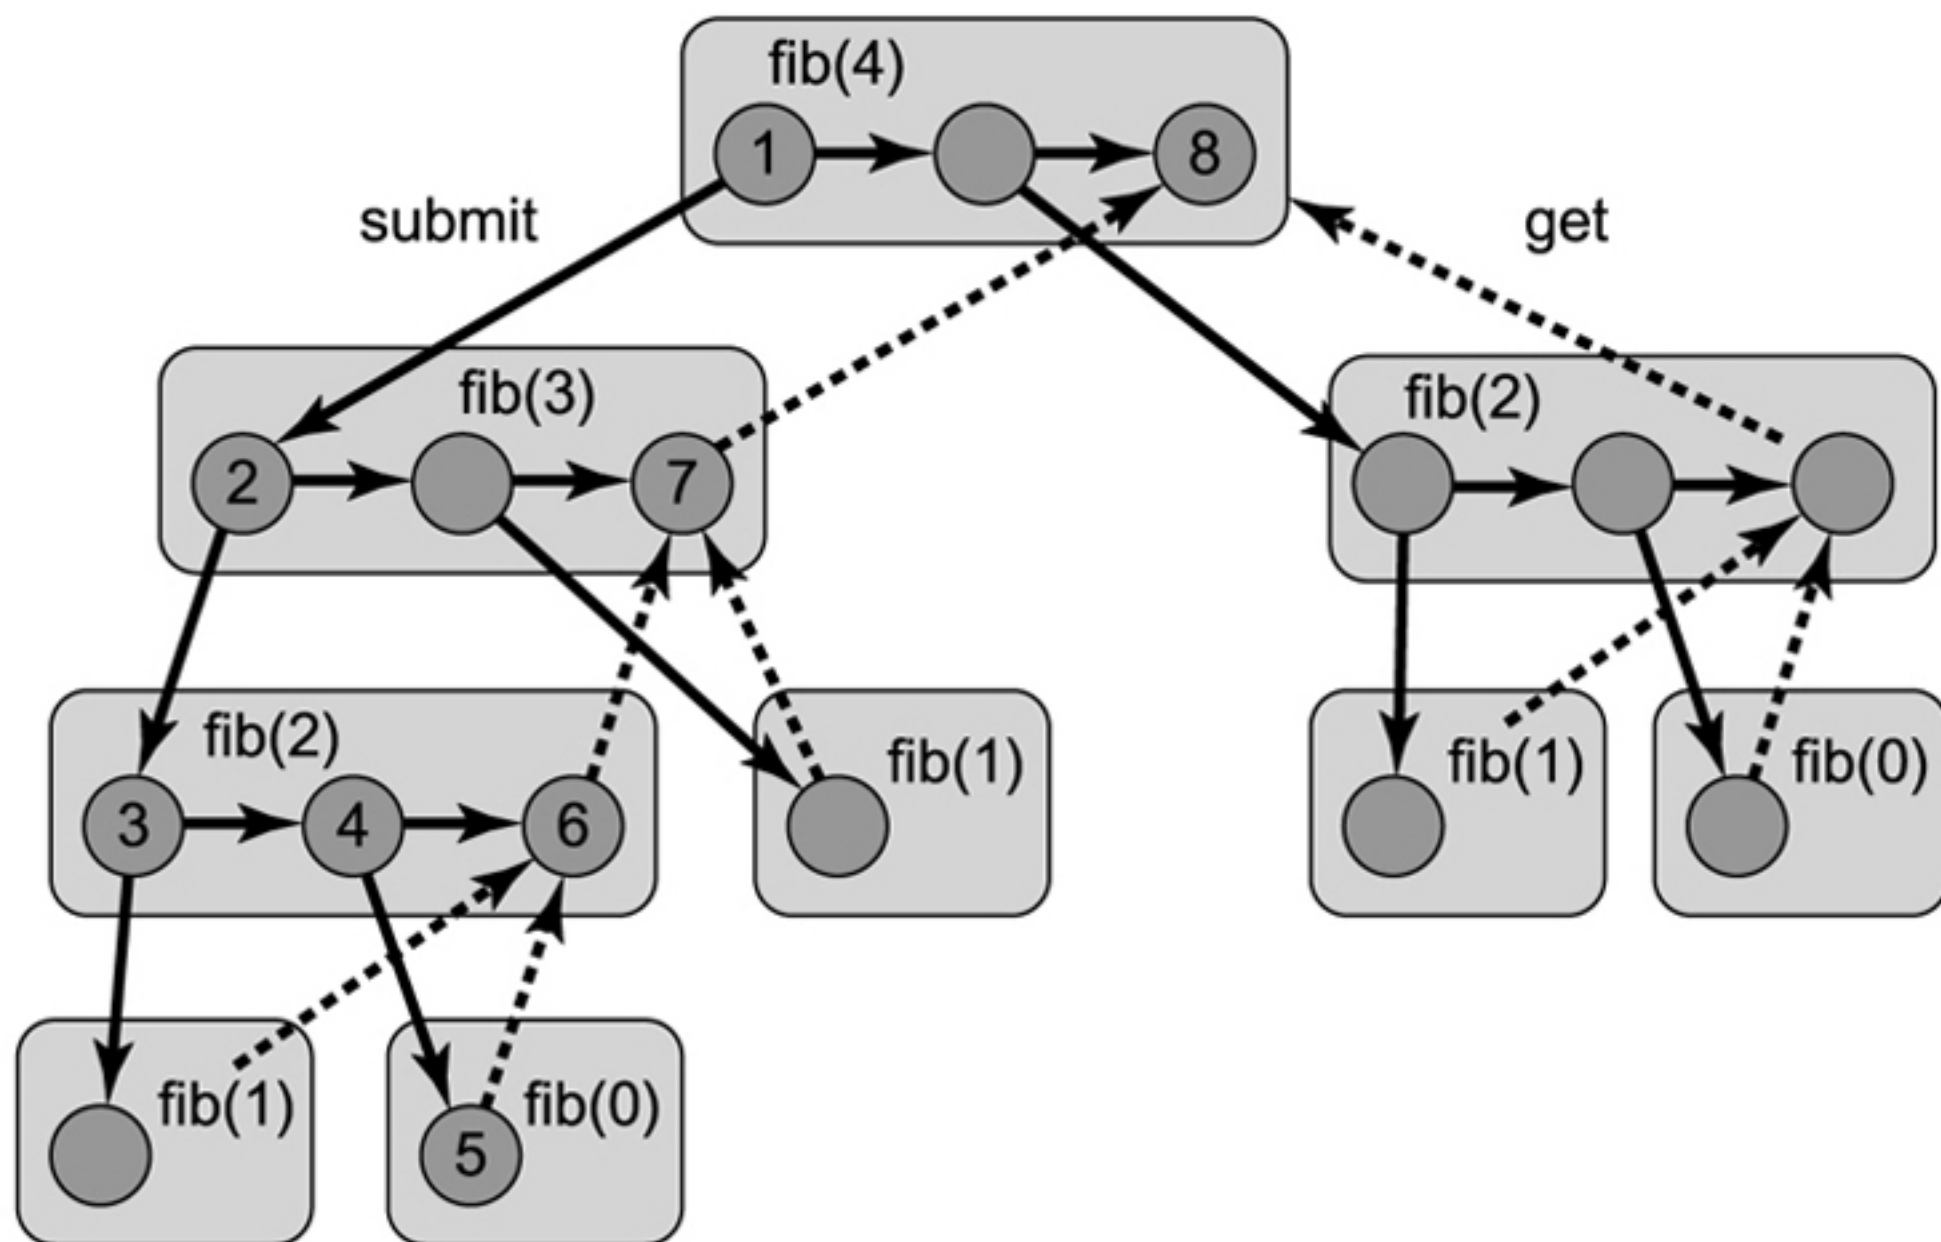 fib(4)
1
8
submit
get
fib(3)
fib(2)
2
7
fib(2)
fib(1)
fib(1)
fib(0)
3
4
6
fib(1)
fib(0)
5